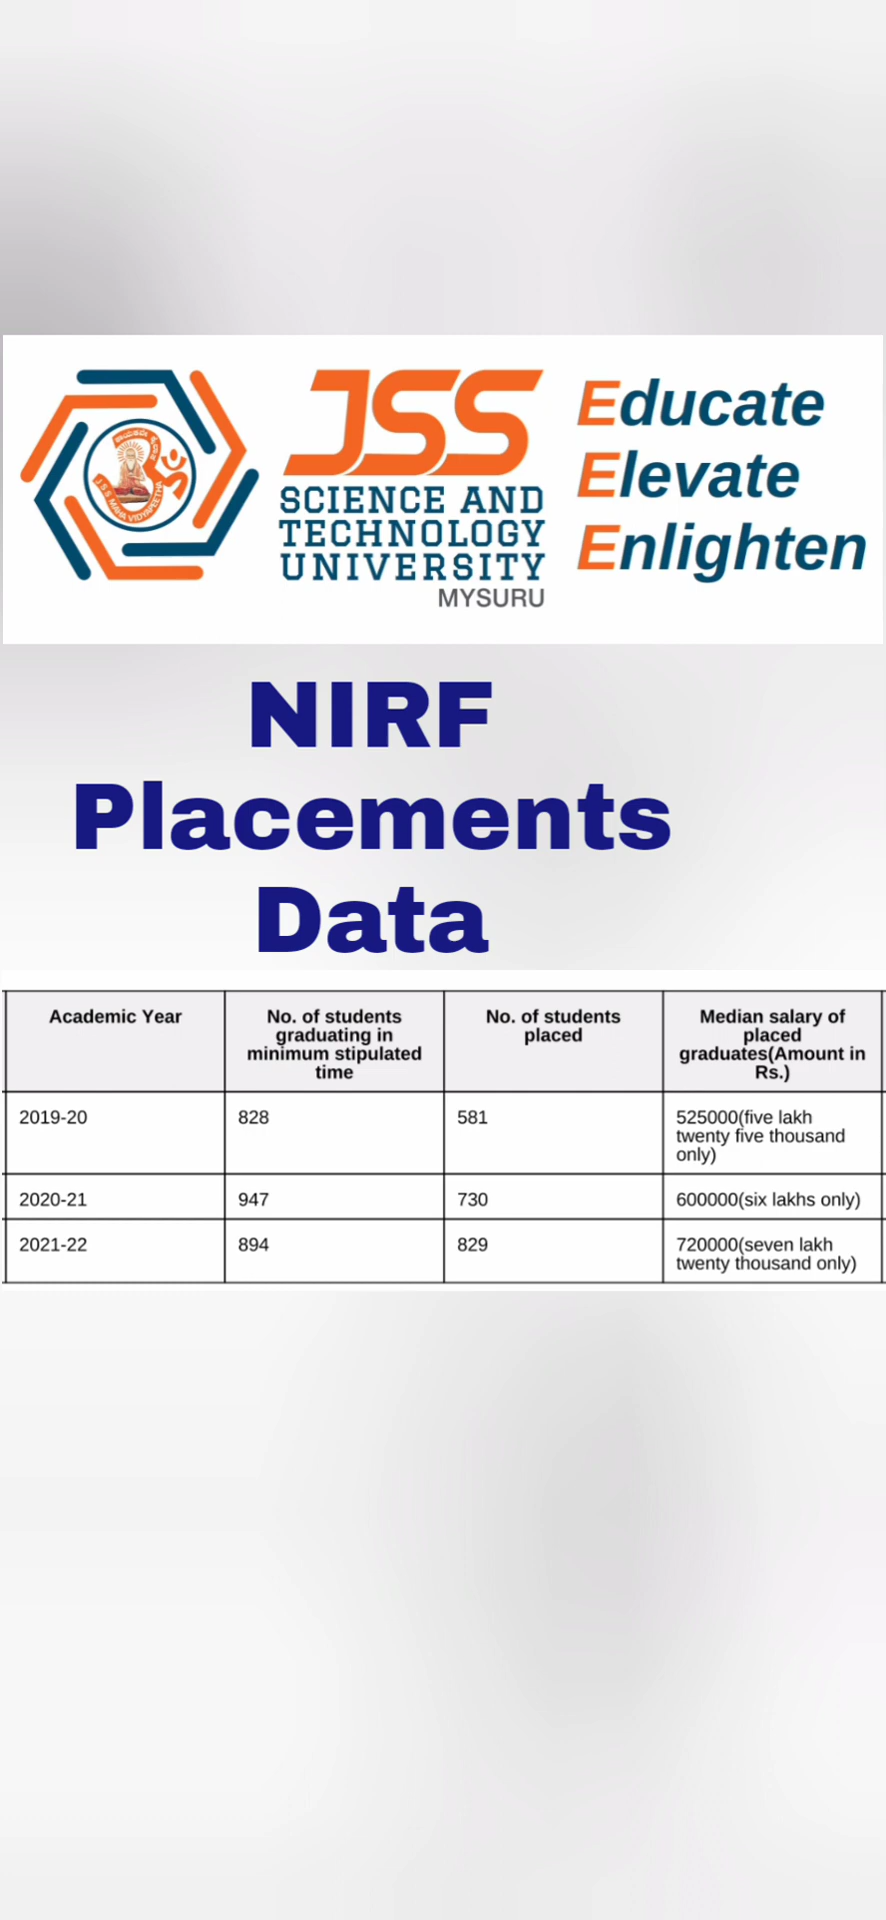 JSS
SCIENCE AND
TECHNOLOGY
UNIVERSITY
MYSURU
Educate
Elevate
Enlighten
JSS MAHA VIDYAPEETHA
NIRF
Placements
Data
Academic Year
No. of students
graduating in
minimum stipulated
time
No. of students
placed
Median salary of
placed
graduates(Amount in
Rs.)
2019-20
828
581
525000(five lakh
twenty five thousand
only)
2020-21
947
730
600000(six lakhs only)
2021-22
894
829
720000(seven lakh
twenty thousand only)